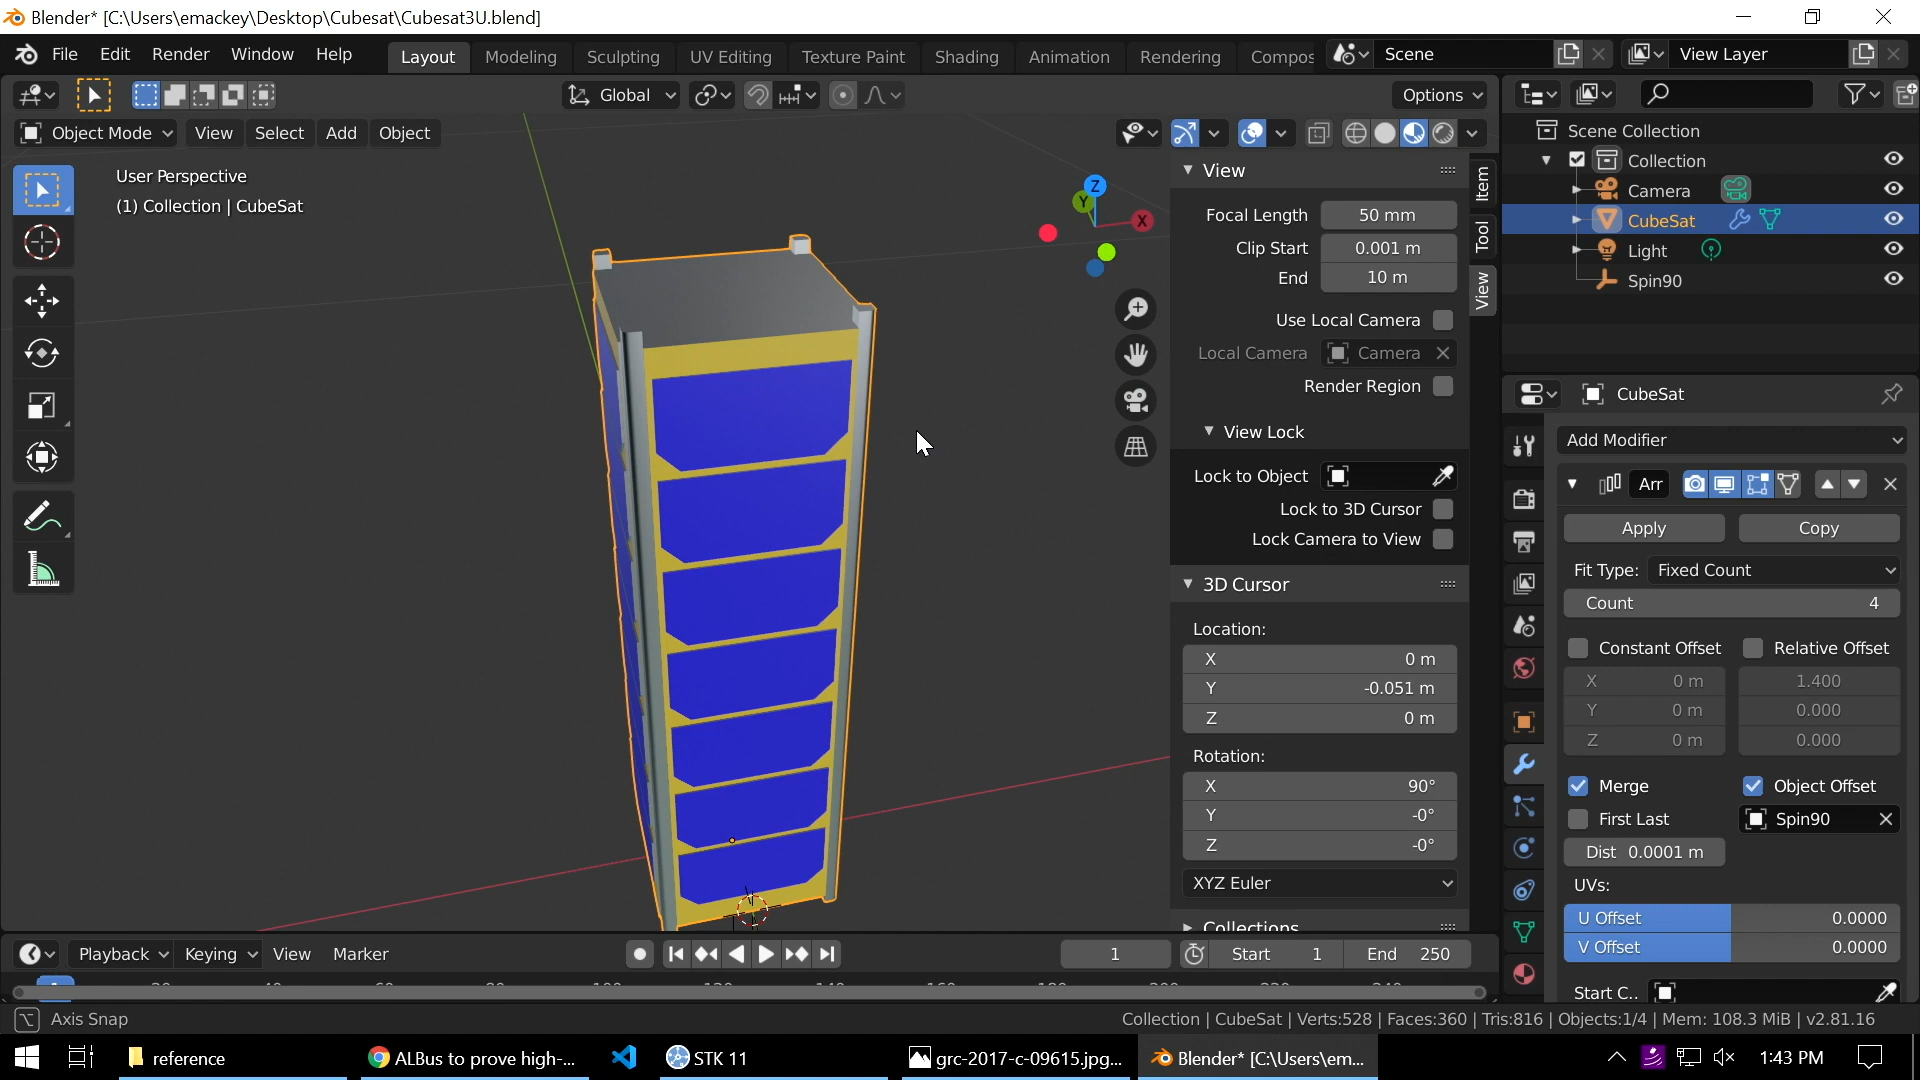 Blender* [C:\Users\emackey\Desktop\Cubesat\Cubesat3U.blend]
File Edit Render Window Help Layout Modeling Sculpting UV Editing Texture Paint Shading Animation Rendering Compos Scene View Layer
Global Options
Object Mode View Select Add Object
User Perspective
(1) Collection | CubeSat
Z
Y
X
View
Focal Length 50 mm
Clip Start 0.001 m
End 10 m
Use Local Camera
Local Camera Camera
Render Region
View Lock
Lock to Object
Lock to 3D Cursor
Lock Camera to View
3D Cursor
Location:
X 0 m
Y -0.051 m
Z 0 m
Rotation:
X 90°
Y -0°
Z -0°
XYZ Euler
Collections
Item
Tool
View
Scene Collection
Collection
Camera
CubeSat
Light
Spin90
CubeSat
Add Modifier
Arr
Apply Copy
Fit Type: Fixed Count
Count 4
Constant Offset Relative Offset
X 0 m 1.400
Y 0 m 0.000
Z 0 m 0.000
Merge Object Offset
First Last Spin90
Dist 0.0001 m
UVs:
U Offset 0.0000
V Offset 0.0000
Start C..
Playback Keying View Marker 1 Start 1 End 250
Axis Snap Collection | CubeSat | Verts:528 | Faces:360 | Tris:816 | Objects:1/4 | Mem: 108.3 MiB | v2.81.16
reference ALBus to prove high-... STK 11 grc-2017-c-09615.jpg... Blender* [C:\Users\em... 1:43 PM